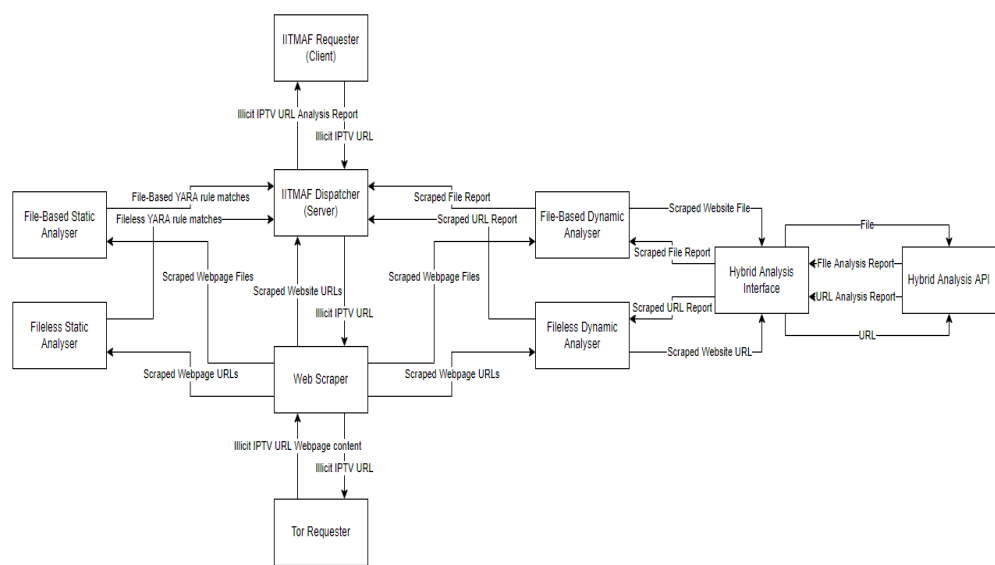 IITMAF Requester
(Client)
Illicit IPTV URL Analysis Report
Illicit IPTV URL
File-Based YARA rule matches
Fileless YARA rule matches
IITMAF Dispatcher
(Server)
Scraped File Report
Scraped URL Report
File-Based Static
Analyser
File-Based Dynamic
Analyser
Scraped Website File
Scraped File Report
File
File Analysis Report
URL Analysis Report
URL
Hybrid Analysis
Interface
Hybrid Analysis API
Scraped Webpage Files
Scraped Website URLs
Illicit IPTV URL
Scraped Webpage Files
Scraped URL Report
Scraped Website URL
Fileless Static
Analyser
Fileless Dynamic
Analyser
Scraped Webpage URLs
Web Scraper
Scraped Webpage URLs
Illicit IPTV URL Webpage content
Illicit IPTV URL
Tor Requester